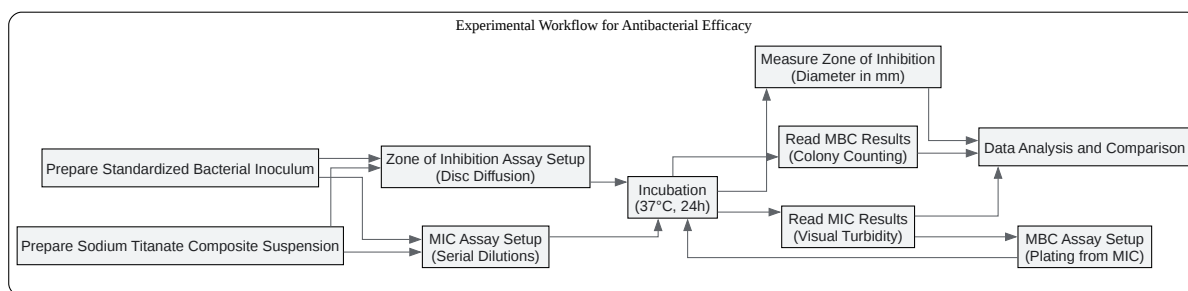 Experimental Workflow for Antibacterial Efficacy
Measure Zone of Inhibition
(Diameter in mm)
Read MBC Results
(Colony Counting)
Data Analysis and Comparison
Prepare Standardized Bacterial Inoculum
Zone of Inhibition Assay Setup
(Disc Diffusion)
Incubation
(37°C, 24h)
Read MIC Results
(Visual Turbidity)
Prepare Sodium Titanate Composite Suspension
MIC Assay Setup
(Serial Dilutions)
MBC Assay Setup
(Plating from MIC)